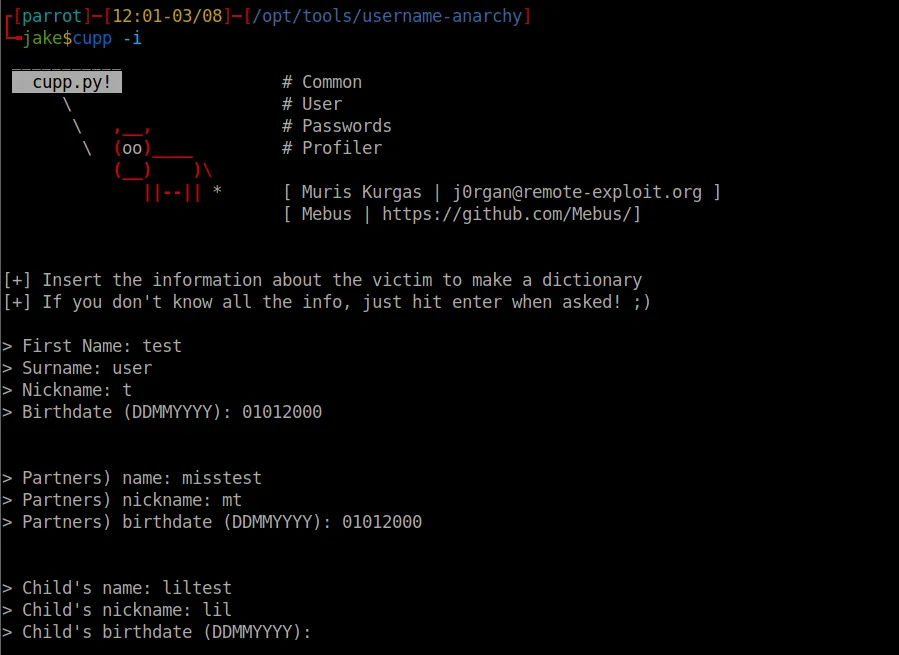 [parrot]─[12:01-03/08]─[/opt/tools/username-anarchy]
jake$cupp -i
___________
cupp.py! # Common
\ # User
\ ,__, # Passwords
\ (oo)____ # Profiler
(__) )\
||--|| * [ Muris Kurgas | j0rgan@remote-exploit.org ]
[ Mebus | https://github.com/Mebus/]
[+] Insert the information about the victim to make a dictionary
[+] If you don't know all the info, just hit enter when asked! ;)
> First Name: test
> Surname: user
> Nickname: t
> Birthdate (DDMMYYYY): 01012000
> Partners) name: misstest
> Partners) nickname: mt
> Partners) birthdate (DDMMYYYY): 01012000
> Child's name: liltest
> Child's nickname: lil
> Child's birthdate (DDMMYYYY):